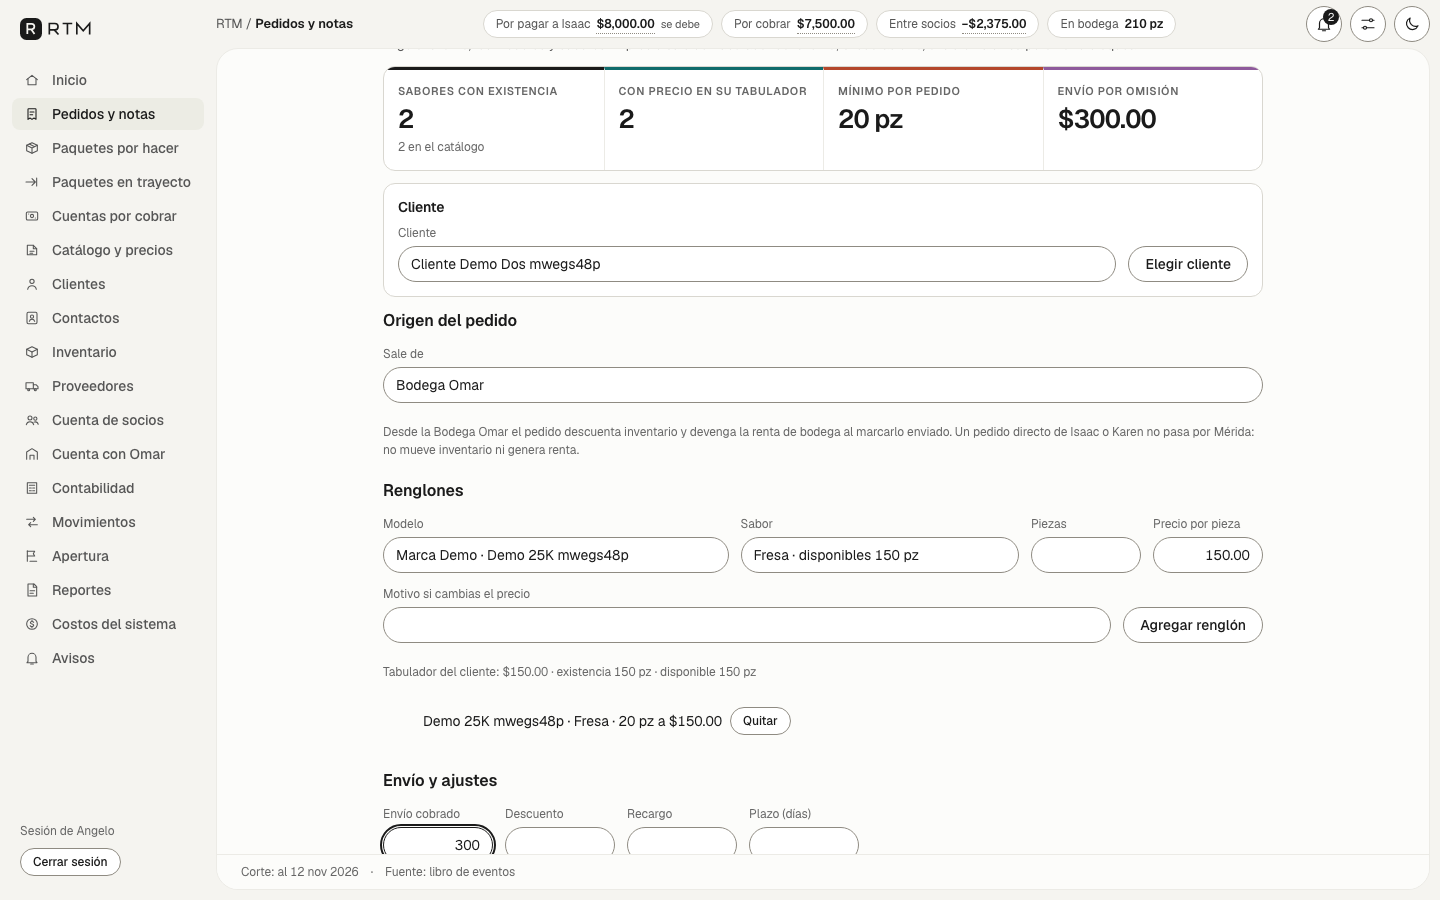 R RTM
RTM / Pedidos y notas
Por pagar a Isaac $8,000.00 se debe
Por cobrar $7,500.00
Entre socios −$2,375.00
En bodega 210 pz
2
Inicio
Pedidos y notas
Paquetes por hacer
Paquetes en trayecto
Cuentas por cobrar
Catálogo y precios
Clientes
Contactos
Inventario
Proveedores
Cuenta de socios
Cuenta con Omar
Contabilidad
Movimientos
Apertura
Reportes
Costos del sistema
Avisos
Sesión de Angelo
Cerrar sesión
SABORES CON EXISTENCIA
2
2 en el catálogo
CON PRECIO EN SU TABULADOR
2
MÍNIMO POR PEDIDO
20 pz
ENVÍO POR OMISIÓN
$300.00
Cliente
Cliente
Cliente Demo Dos mwegs48p
Elegir cliente
Origen del pedido
Sale de
Bodega Omar
Desde la Bodega Omar el pedido descuenta inventario y devenga la renta de bodega al marcarlo enviado. Un pedido directo de Isaac o Karen no pasa por Mérida:
no mueve inventario ni genera renta.
Renglones
Modelo Sabor Piezas Precio por pieza
Marca Demo · Demo 25K mwegs48p Fresa · disponibles 150 pz 150.00
Motivo si cambias el precio
Agregar renglón
Tabulador del cliente: $150.00 · existencia 150 pz · disponible 150 pz
Demo 25K mwegs48p · Fresa · 20 pz a $150.00 Quitar
Envío y ajustes
Envío cobrado Descuento Recargo Plazo (días)
300
Corte: al 12 nov 2026 · Fuente: libro de eventos